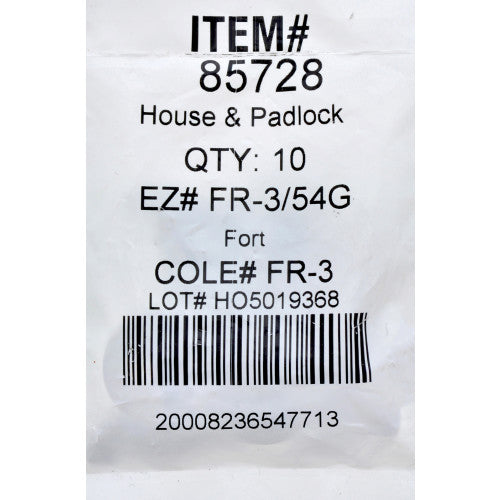 ITEM#
85728
House & Padlock
QTY: 10
EZ# FR-3/54G
Fort
COLE# FR-3
LOT# HO5019368
20008236547713